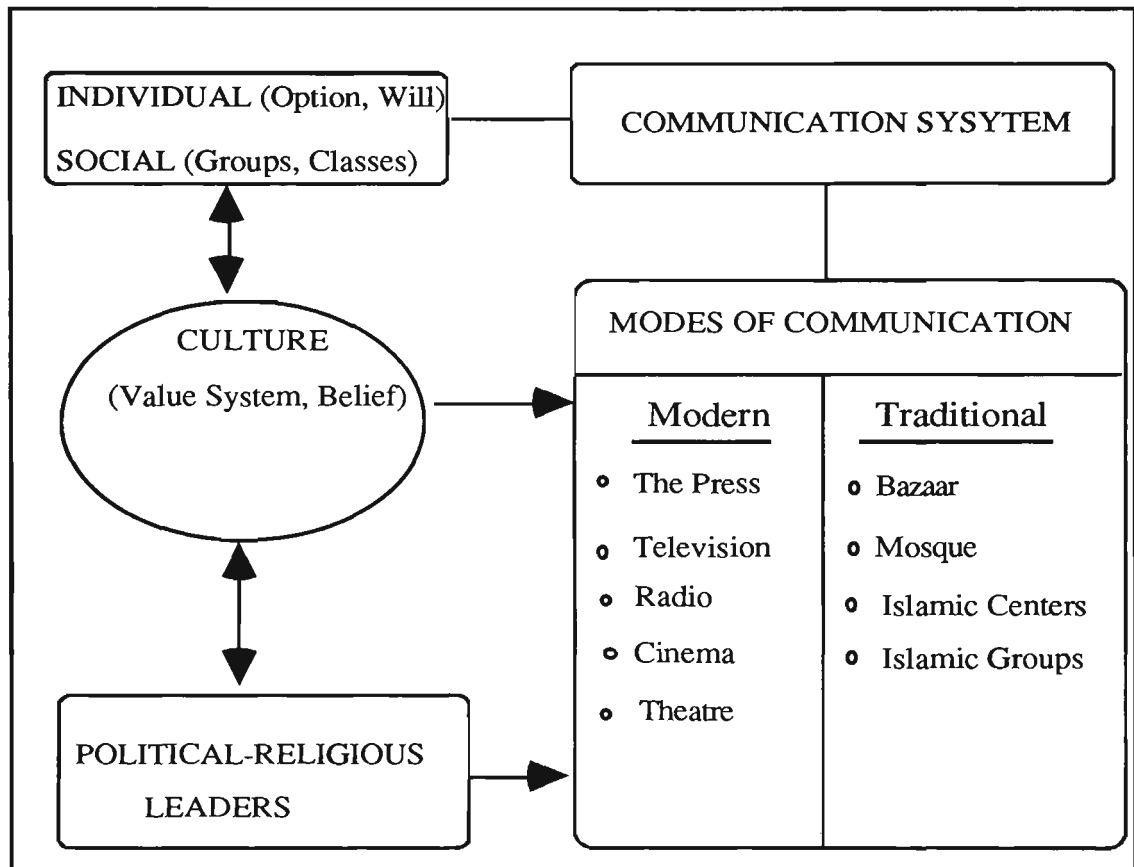 INDIVIDUAL (Option, Will)
SOCIAL (Groups, Classes)
COMMUNICATION SYSYTEM
CULTURE
(Value System, Belief)
MODES OF COMMUNICATION
Modern
The Press
Television
Radio
Cinema
Theatre
Traditional
Bazaar
Mosque
Islamic Centers
Islamic Groups
POLITICAL-RELIGIOUS
LEADERS